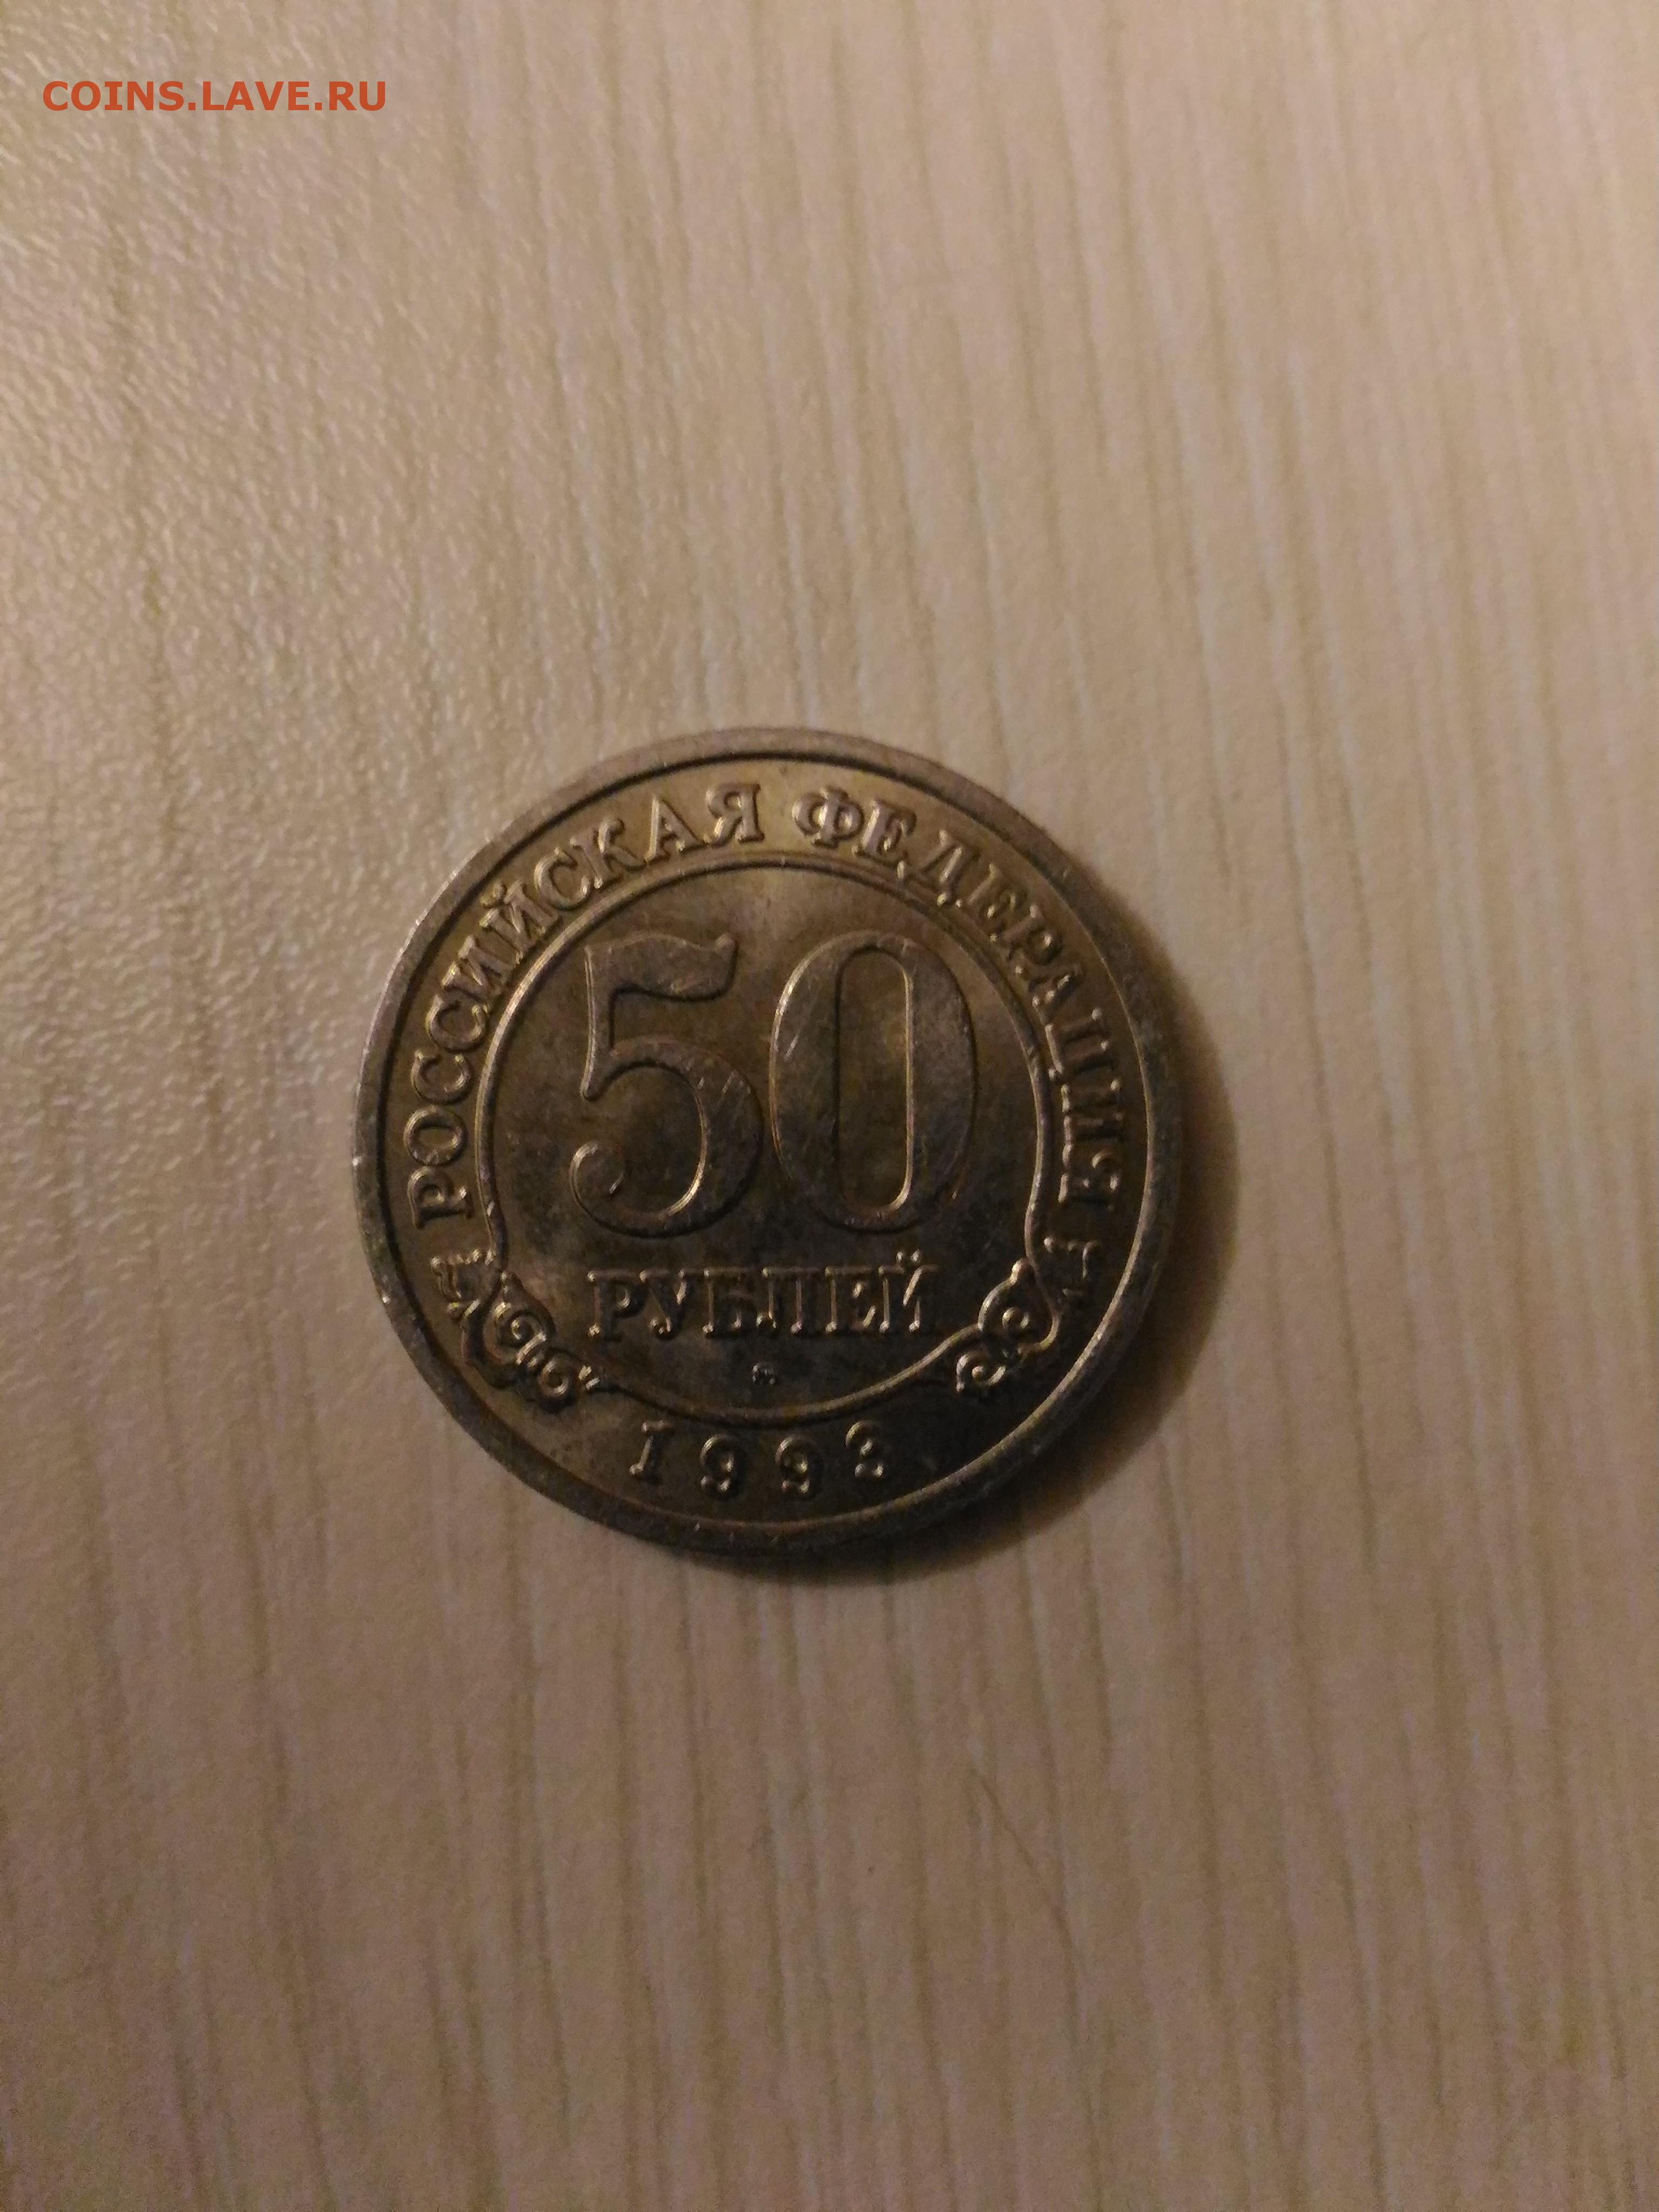 COINS.LAVE.RU
РОССИЙСКАЯ ФЕДЕРАЦИЯ
50
РУБЛЕЙ
1993